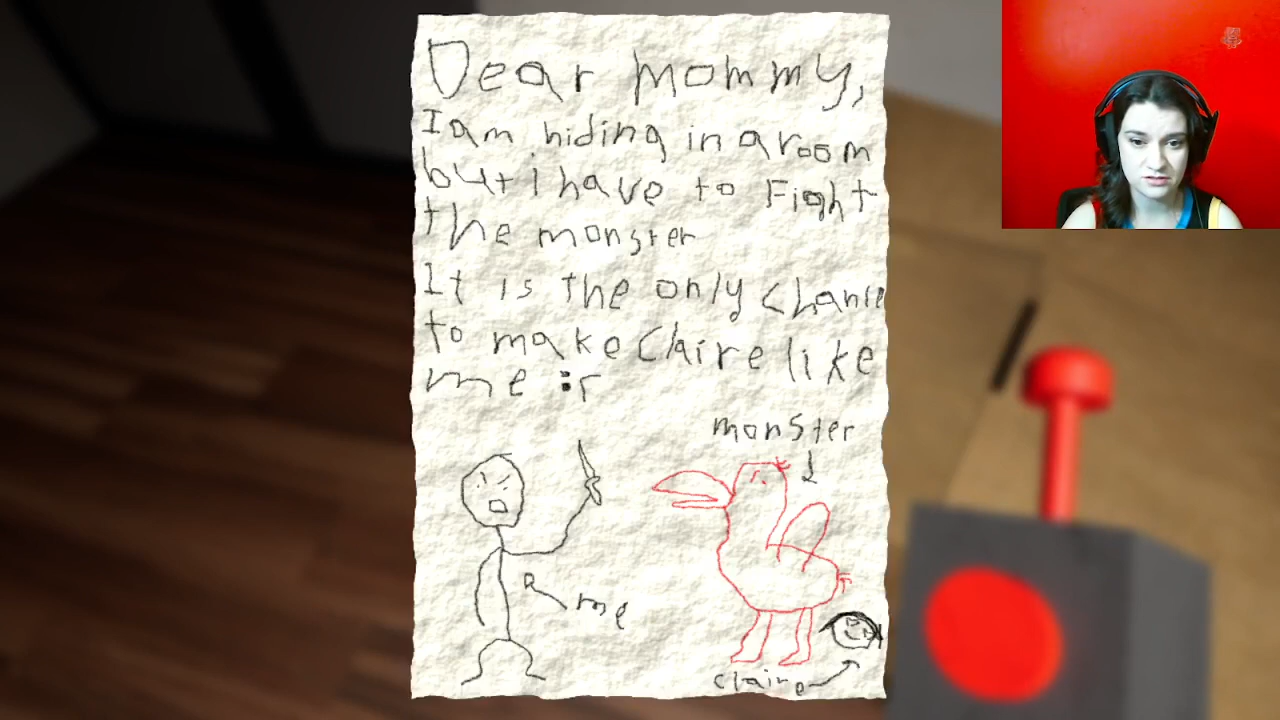 Dear mommy,
I am hiding in a room
but i have to Fight
the monster
It is the only chance
to make Claire like
me :r
monster
me
claire